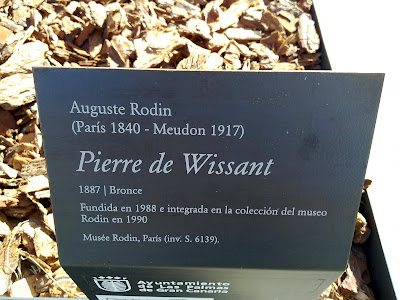 Auguste Rodin
(París 1840 - Meudon 1917)
Pierre de Wissant
1887 | Bronce
Fundida en 1988 e integrada en la colección del museo
Rodin en 1990
Musée Rodin, París (inv. S. 6139).
Ayuntamiento
de Las Palmas
de Gran Canaria